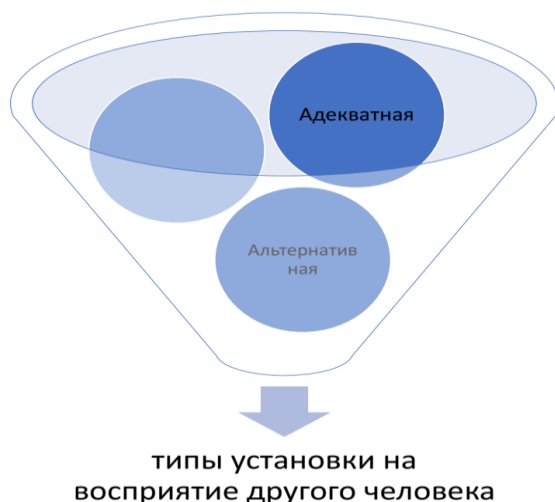 Адекватная
Альтернатив
ная
типы установки на
восприятие другого человека